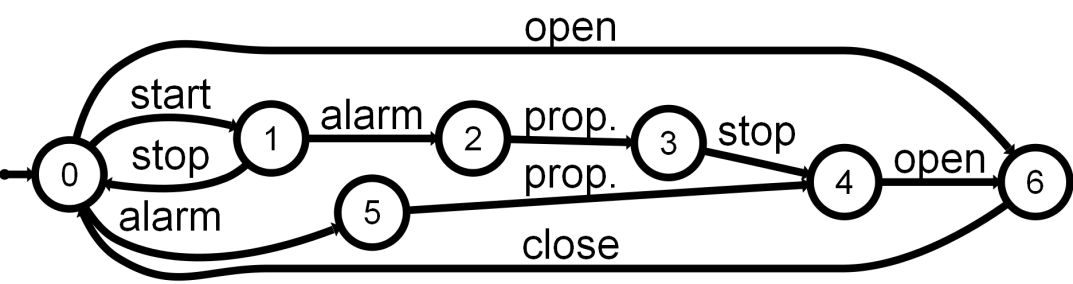 open
start
alarm
prop.
stop
open
0
1
2
3
4
6
stop
prop.
alarm
5
close